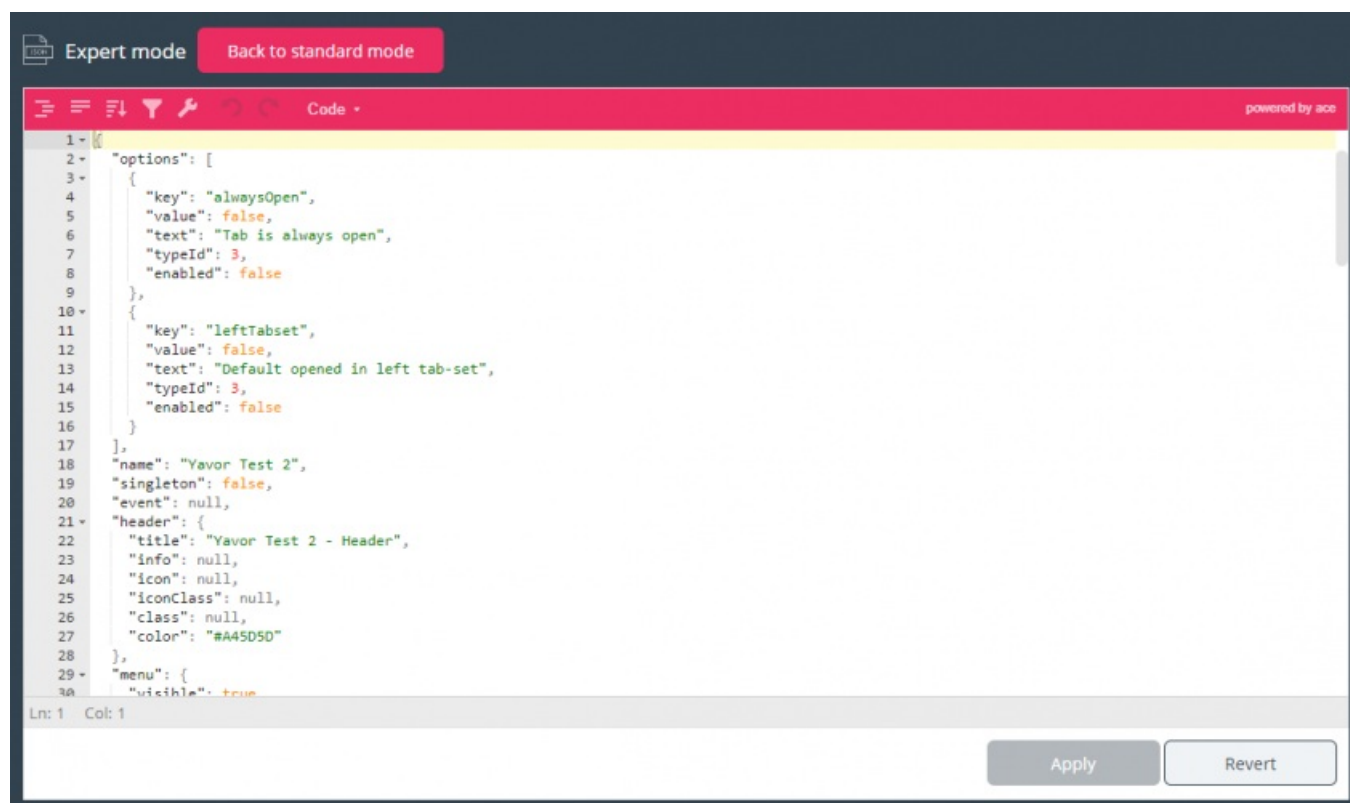 JSON Expert mode Back to standard mode
Code powered by ace
1 {
2 "options": [
3 {
4 "key": "alwaysOpen",
5 "value": false,
6 "text": "Tab is always open",
7 "typeId": 3,
8 "enabled": false
9 },
10 {
11 "key": "leftTabset",
12 "value": false,
13 "text": "Default opened in left tab-set",
14 "typeId": 3,
15 "enabled": false
16 }
17 ],
18 "name": "Yavor Test 2",
19 "singleton": false,
20 "event": null,
21 "header": {
22 "title": "Yavor Test 2 - Header",
23 "info": null,
24 "icon": null,
25 "iconClass": null,
26 "class": null,
27 "color": "#A45D5D"
28 },
29 "menu": {
30 "visible": true
Ln: 1 Col: 1
Apply Revert